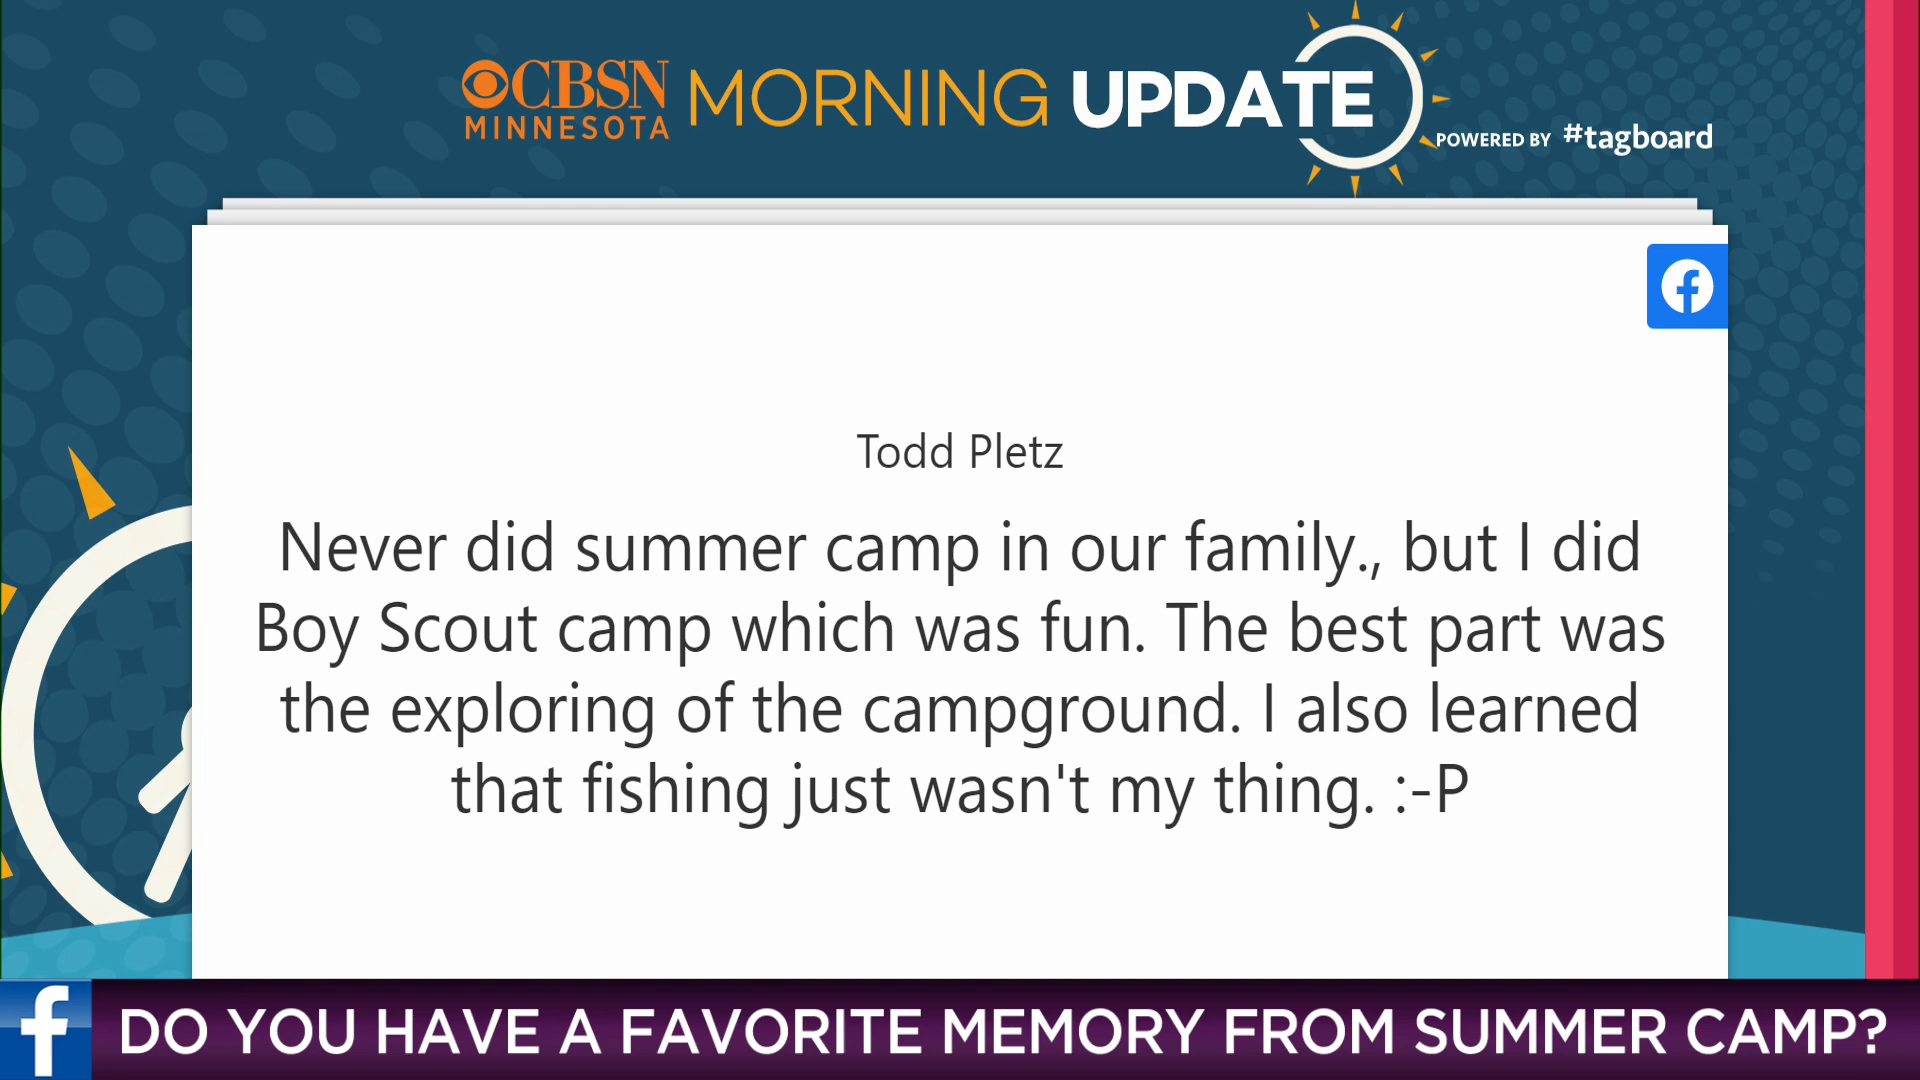 CBSN MORNING UPDATE
MINNESOTA
POWERED BY #tagboard
Todd Pletz
Never did summer camp in our family., but I did
Boy Scout camp which was fun. The best part was
the exploring of the campground. I also learned
that fishing just wasn't my thing. :-P
DO YOU HAVE A FAVORITE MEMORY FROM SUMMER CAMP?